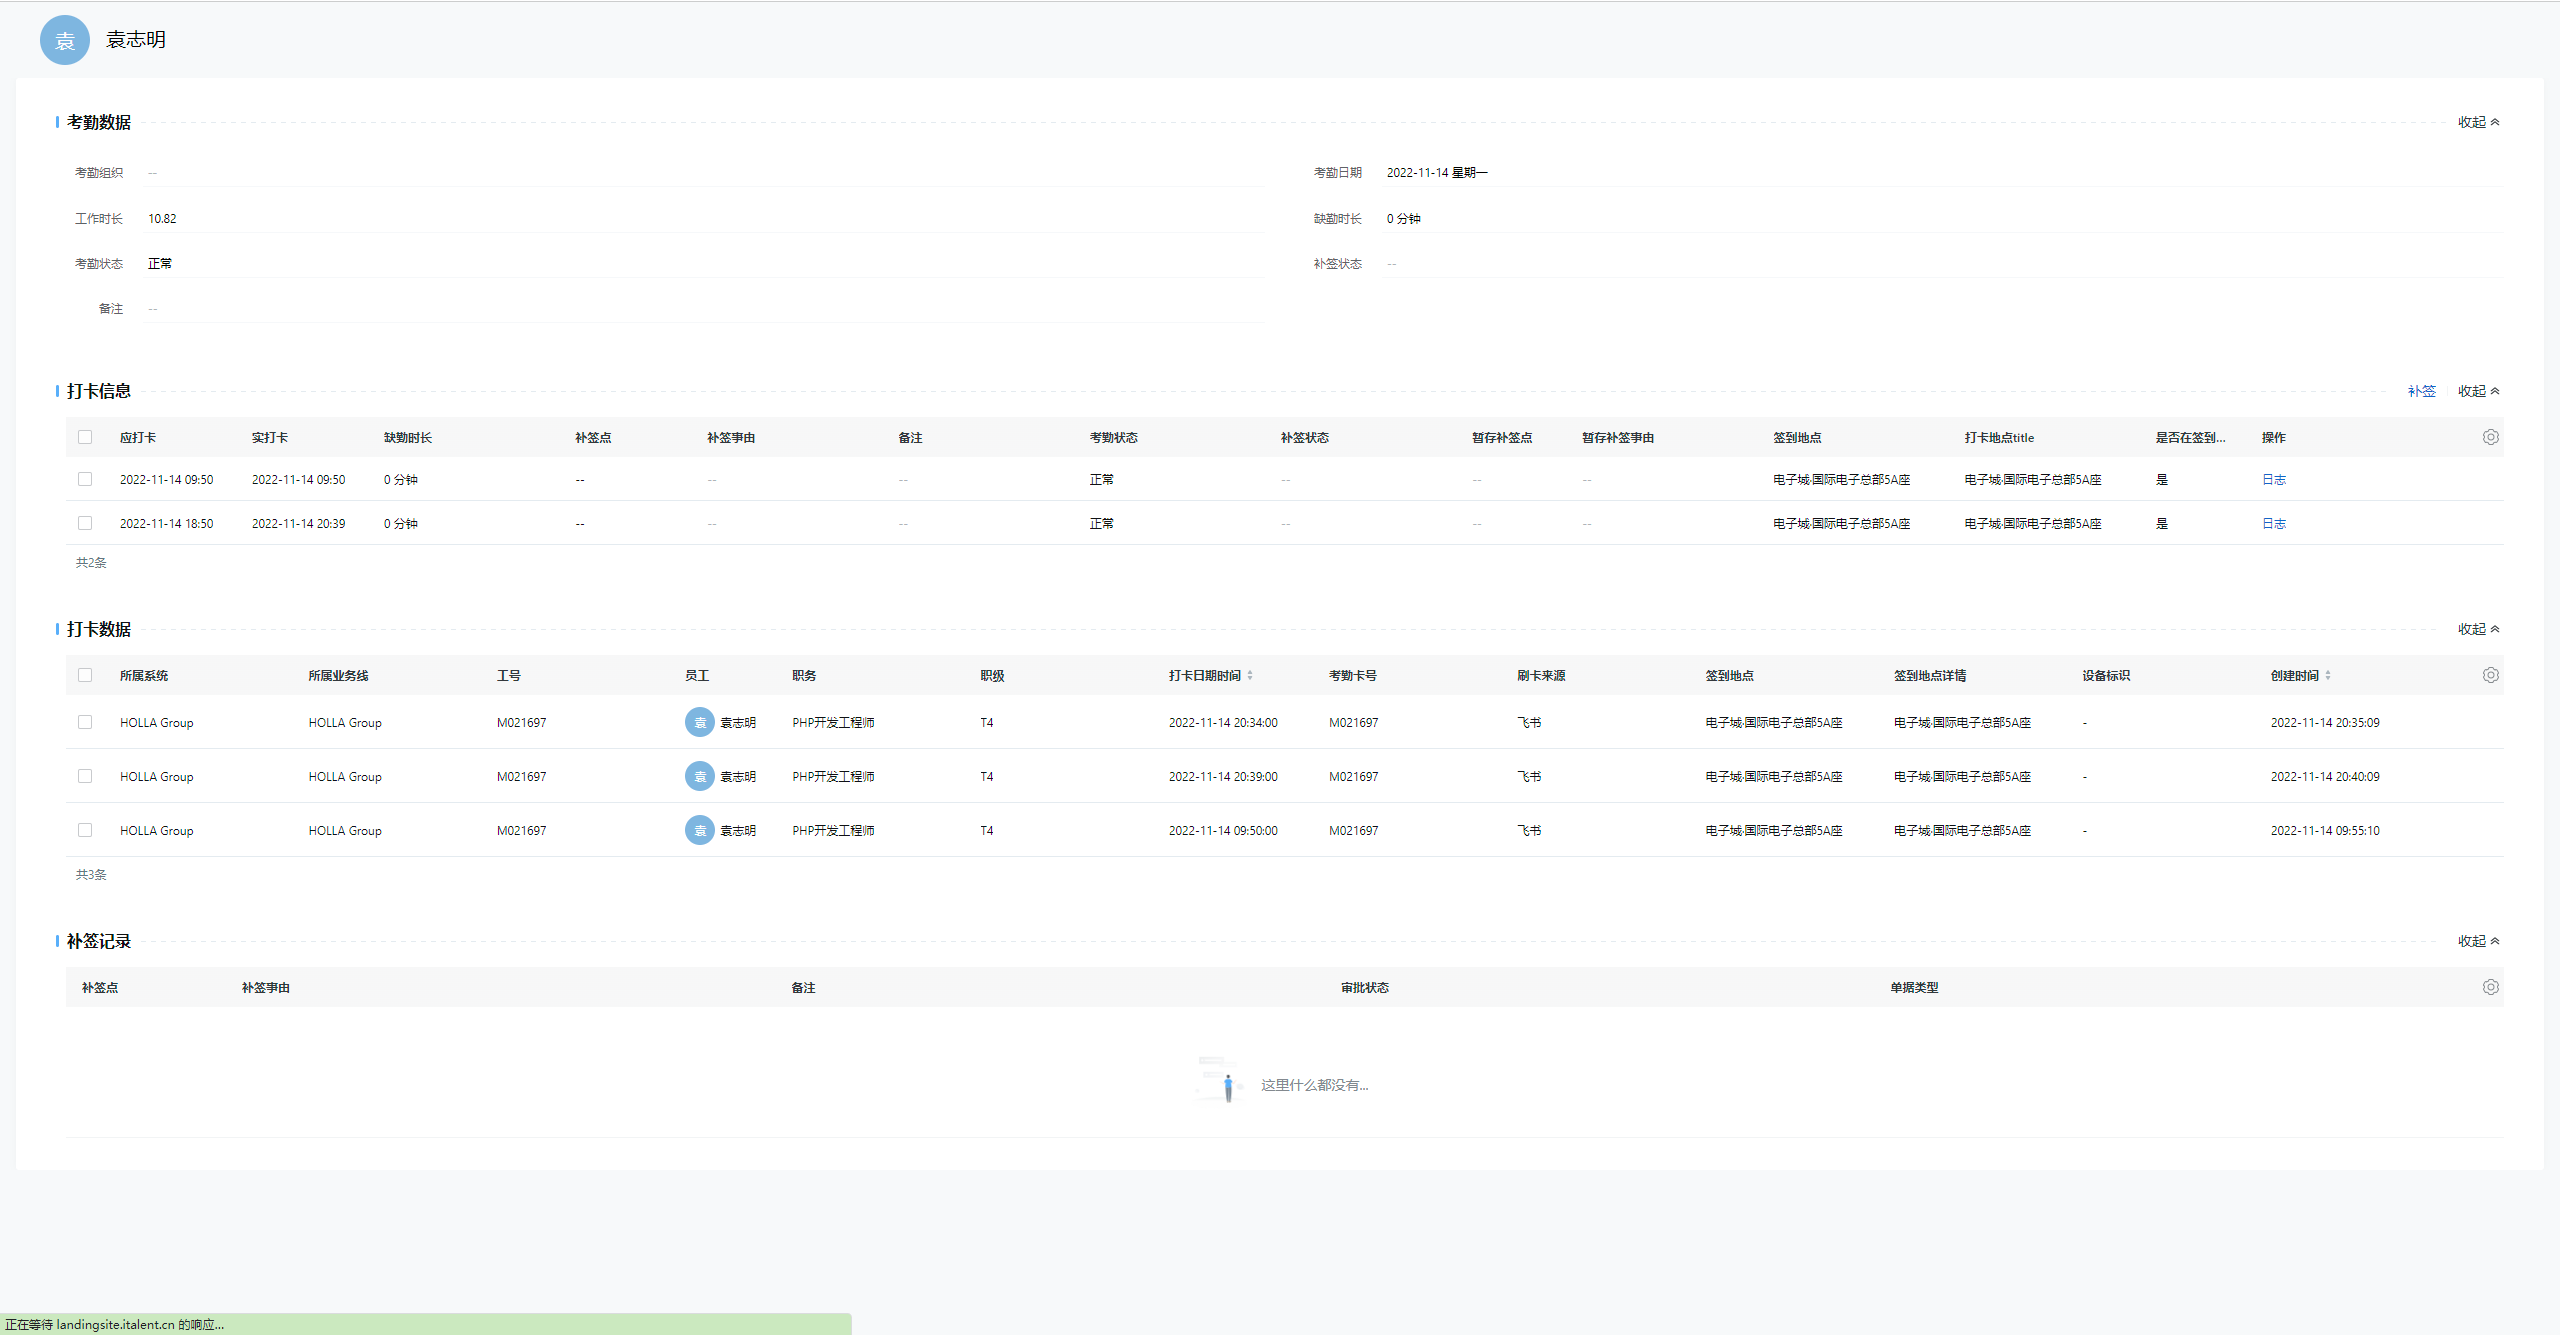 袁 袁志明
考勤数据 收起
考勤组织 -- 考勤日期 2022-11-14 星期一
工作时长 10.82 缺勤时长 0 分钟
考勤状态 正常 补签状态 --
备注 --
打卡信息 补签 收起
应打卡 实打卡 缺勤时长 补签点 补签事由 备注 考勤状态 补签状态 暂存补签点 暂存补签事由 签到地点 打卡地点title 是否在签到... 操作
2022-11-14 09:50 2022-11-14 09:50 0 分钟 -- -- -- 正常 -- -- -- 电子城·国际电子总部5A座 电子城·国际电子总部5A座 是 日志
2022-11-14 18:50 2022-11-14 20:39 0 分钟 -- -- -- 正常 -- -- -- 电子城·国际电子总部5A座 电子城·国际电子总部5A座 是 日志
共2条
打卡数据 收起
所属系统 所属业务线 工号 员工 职务 职级 打卡日期时间 考勤卡号 刷卡来源 签到地点 签到地点详情 设备标识 创建时间
HOLLA Group HOLLA Group M021697 袁 袁志明 PHP开发工程师 T4 2022-11-14 20:34:00 M021697 飞书 电子城·国际电子总部5A座 电子城·国际电子总部5A座 - 2022-11-14 20:35:09
HOLLA Group HOLLA Group M021697 袁 袁志明 PHP开发工程师 T4 2022-11-14 20:39:00 M021697 飞书 电子城·国际电子总部5A座 电子城·国际电子总部5A座 - 2022-11-14 20:40:09
HOLLA Group HOLLA Group M021697 袁 袁志明 PHP开发工程师 T4 2022-11-14 09:50:00 M021697 飞书 电子城·国际电子总部5A座 电子城·国际电子总部5A座 - 2022-11-14 09:55:10
共3条
补签记录 收起
补签点 补签事由 备注 审批状态 单据类型
这里什么都没有...
正在等待 landingsite.italent.cn 的响应...